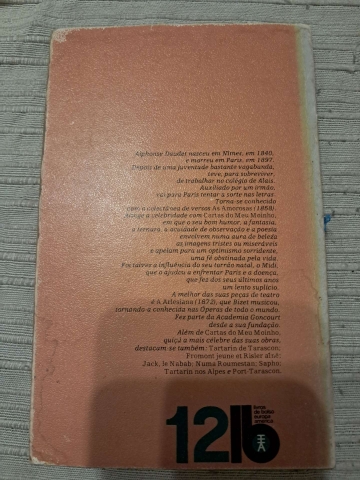 Alphonse Daudet nasceu em Nîmes, em 1840,
e morreu em Paris, em 1897.
Depois de uma juventude bastante vagabunda,
teve, para sobreviver,
de trabalhar no colégio de Alais.
Auxiliado por um irmão,
vai para Paris tentar a sorte nas letras.
Torna-se conhecido
com a colectânea de versos As Amorosas (1858)
e atinge a celebridade com Cartas do Meu Moinho,
em que o seu bom humor, a fantasia,
a ternura, a acuidade de observação e a poesia
envolvem numa aura de beleza
as imagens tristes ou miseráveis
e apelam para um optimismo sorridente,
uma fé obstinada pela vida.
Foi talvez a influência do seu torrão natal, o Midi,
que o ajudou a enfrentar Paris e a doença,
que fez dos seus últimos anos
um lento suplício.
A melhor das suas peças de teatro
é a Arlesiana (1872), que Bizet musicou,
tornando-a conhecida nas Óperas de todo o mundo.
Fez parte da Academia Goncourt
desde a sua fundação.
Além de Cartas do Meu Moinho,
quiçá a mais célebre das suas obras,
destacam-se também: Tartarin de Tarascon;
Fromont jeune et Risler aîné;
Jack, le Nabab; Numa Roumestan; Sapho;
Tartarin nos Alpes e Port-Tarascon.
12
livros
de bolso
europa
américa